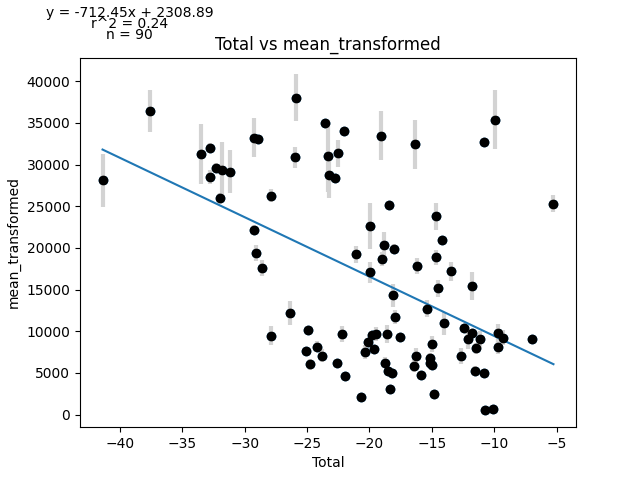 y = -712.45x + 2308.89
r^2 = 0.24
n = 90
Total vs mean_transformed
mean_transformed
40000
35000
30000
25000
20000
15000
10000
5000
0
−40
−35
−30
−25
−20
−15
−10
−5
Total